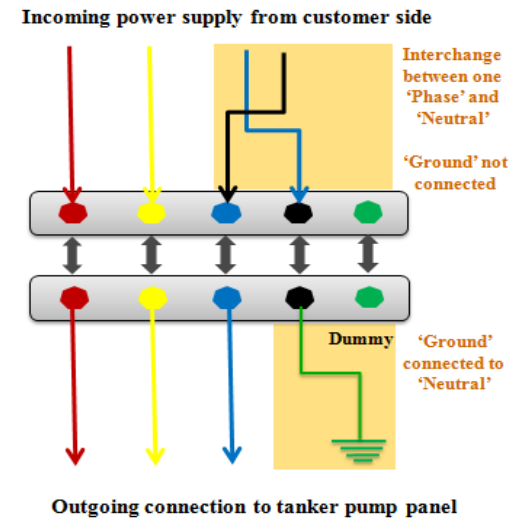 Incoming power supply from customer side
Interchange
between one
‘Phase’ and
‘Neutral’
‘Ground’ not
connected
Dummy
‘Ground’
connected to
‘Neutral’
Outgoing connection to tanker pump panel